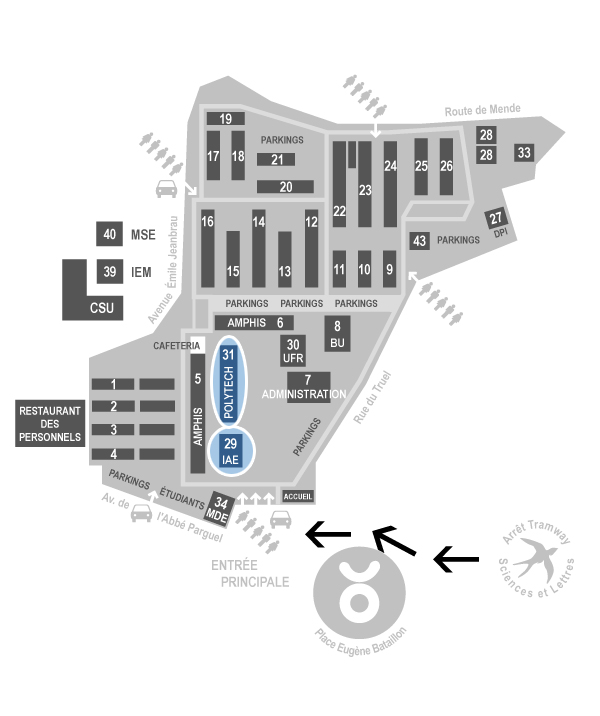 Route de Mende
19
PARKINGS
17
18
21
20
28
28
33
22
23
24
25
26
27
DPI
43
PARKINGS
16
15
14
13
12
11
10
9
40
MSE
39
IEM
CSU
Avenue Émile Jeanbrau
PARKINGS
PARKINGS
PARKINGS
AMPHIS 6
8
BU
CAFETERIA
31
POLYTECH
30
UFR
7
ADMINISTRATION
5
AMPHIS
29
IAE
PARKINGS
Rue du Truel
1
2
3
4
RESTAURANT
DES
PERSONNELS
PARKINGS
ÉTUDIANTS
34
MDE
ACCUEIL
Av. de
l'Abbé Parguel
ENTRÉE
PRINCIPALE
Place Eugène Bataillon
Arrêt Tramway
Sciences et Lettres